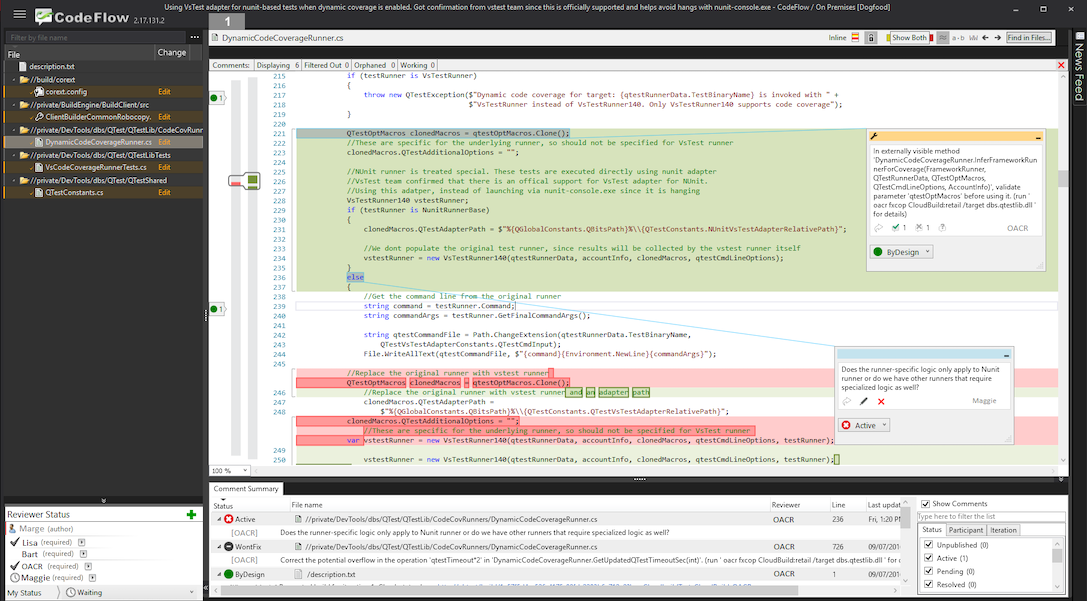 CodeFlow 2.17.131.2
Using VsTest adapter for nunit-based tests when dynamic coverage is enabled. Got confirmation from vstest team since this is officially supported and helps avoid hangs with nunit-console.exe - CodeFlow / On Premises [Dogfood]
1
Filter by file name
File
Change
description.txt
//build/corext
corext.config Edit
//private/BuildEngine/BuildClient/src
ClientBuilderCommonRobocopy. Edit
//private/DevTools/dbs/QTest/QTestLib/CodeCovRunn
DynamicCodeCoverageRunner.cs Edit
//private/DevTools/dbs/QTest/QTestLibTests
VsCodeCoverageRunnerTests.cs Edit
//private/DevTools/dbs/QTest/QTestShared
QTestConstants.cs Edit
Reviewer Status
Marge (author)
Lisa (required)
Bart (required)
OACR (required)
Maggie (required)
My Status
Waiting
DynamicCodeCoverageRunner.cs
Inline
Show Both
a-b
Find in Files...
News Feed
Comments: Displaying 6 Filtered Out 0 Orphaned 0 Working 0
1
1
215 if (testRunner is VsTestRunner)
216 {
217 throw new QTestException($"Dynamic code coverage for target: {qtestRunnerData.TestBinaryName} is invoked with " +
218 $"VsTestRunner instead of VsTestRunner140. Only VsTestRunner140 supports code coverage");
219 }
220
221 QTestOptMacros clonedMacros = qtestOptMacros.Clone();
222 //These are specific for the underlying runner, so should not be specified for VsTest runner
223 clonedMacros.QTestAdditionalOptions = "";
224
225 //NUnit runner is treated special. These tests are executed directly using nunit adapter
226 //VsTest team confirmed that there is an offical support for VsTest adapter for NUnit.
227 //Using this adatper, instead of launching via nunit-console.exe since it is hanging
228 VsTestRunner140 vstestRunner;
229 if (testRunner is NunitRunnerBase)
230 {
231 clonedMacros.QTestAdapterPath = $"%{QGlobalConstants.QBitsPath}%\\{QTestConstants.NUnitVsTestAdapterRelativePath}";
232
233 //We dont populate the original test runner, since results will be collected by the vstest runner itself
234 vstestRunner = new VsTestRunner140(qtestRunnerData, accountInfo, clonedMacros, qtestCmdLineOptions);
235 }
236 else
237 {
238 //Get the command line from the original runner
239 string command = testRunner.Command;
240 string commandArgs = testRunner.GetFinalCommandArgs();
241
242 string qtestCommandFile = Path.ChangeExtension(qtestRunnerData.TestBinaryName,
243 QTestVsTestAdapterConstants.QTestCmdInput);
244 File.WriteAllText(qtestCommandFile, $"{command}{Environment.NewLine}{commandArgs}");
245
//Replace the original runner with vstest runner
QTestOptMacros clonedMacros = qtestOptMacros.Clone();
246 //Replace the original runner with vstest runner and an adapter path
247 clonedMacros.QTestAdapterPath =
248 $"%{QGlobalConstants.QBitsPath}%\\{QTestConstants.QTestVsTestAdapterRelativePath}";
clonedMacros.QTestAdditionalOptions = "";
//These are specific for the underlying runner, so should not be specified for VsTest runner
var vstestRunner = new VsTestRunner140(qtestRunnerData, accountInfo, clonedMacros, qtestCmdLineOptions, testRunner);
249
250 vstestRunner = new VsTestRunner140(qtestRunnerData, accountInfo, clonedMacros, qtestCmdLineOptions, testRunner);
100 %
In externally visible method
'DynamicCodeCoverageRunner.InferFrameworkRun
nerForCoverage(FrameworkRunner,
QTestRunnerData, QTestOptMacros,
QTestCmdLineOptions, AccountInfo)', validate
parameter 'qtestOptMacros' before using it. (run '
oacr fxcop CloudBuild:retail /target dbs.qtestlib.dll '
for details)
1 1 OACR
ByDesign
Does the runner-specific logic only apply to Nunit
runner or do we have other runners that require
specialized logic as well?
Maggie
Active
Comment Summary
Status File name Reviewer Line Last updat
Active //private/DevTools/dbs/QTest/QTestLib/CodeCovRunners/DynamicCodeCoverageRunner.cs OACR 236 Fri, 1:20 P
[OACR] Does the runner-specific logic only apply to Nunit runner or do we have other runners that require specialized logic as well?
WontFix //private/DevTools/dbs/QTest/QTestLib/CodeCovRunners/DynamicCodeCoverageRunner.cs OACR 726 09/07/201
[OACR] Correct the potential overflow in the operation 'qtestTimeout*2' in 'DynamicCodeCoverageRunner.GetUpdatedQTestTimeoutSec(int)'. (run ' oacr fxcop CloudBuild:retail /target dbs.qtestlib.dll ' fo
ByDesign /description.txt OACR 1 09/07/201
Show Comments
Type here to filter the list
Status Participant Iteration
Unpublished (0)
Active (1)
Pending (0)
Resolved (0)